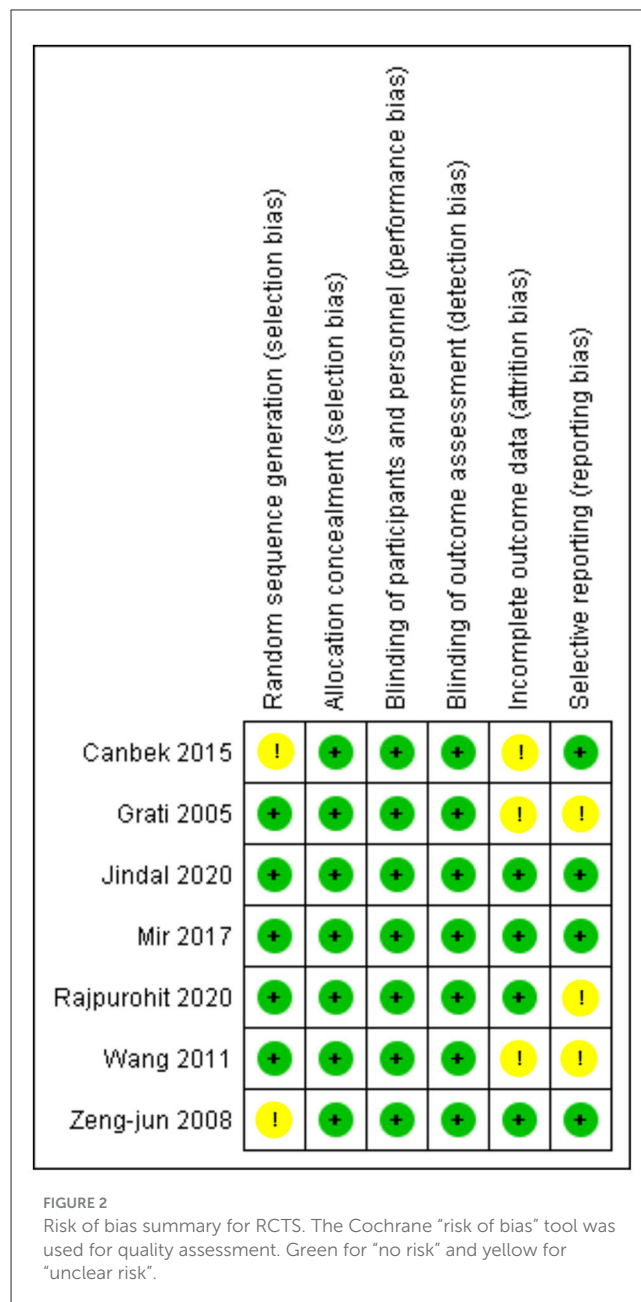 Random sequence generation (selection bias)
Allocation concealment (selection bias)
Blinding of participants and personnel (performance bias)
Blinding of outcome assessment (detection bias)
Incomplete outcome data (attrition bias)
Selective reporting (reporting bias)
Canbek 2015 ! + + + ! +
Grati 2005 + + + + ! !
Jindal 2020 + + + + + +
Mir 2017 + + + + + +
Rajpurohit 2020 + + + + + !
Wang 2011 + + + + ! !
Zeng-jun 2008 ! + + + + +
FIGURE 2
Risk of bias summary for RCTS. The Cochrane “risk of bias” tool was
used for quality assessment. Green for “no risk” and yellow for
“unclear risk”.